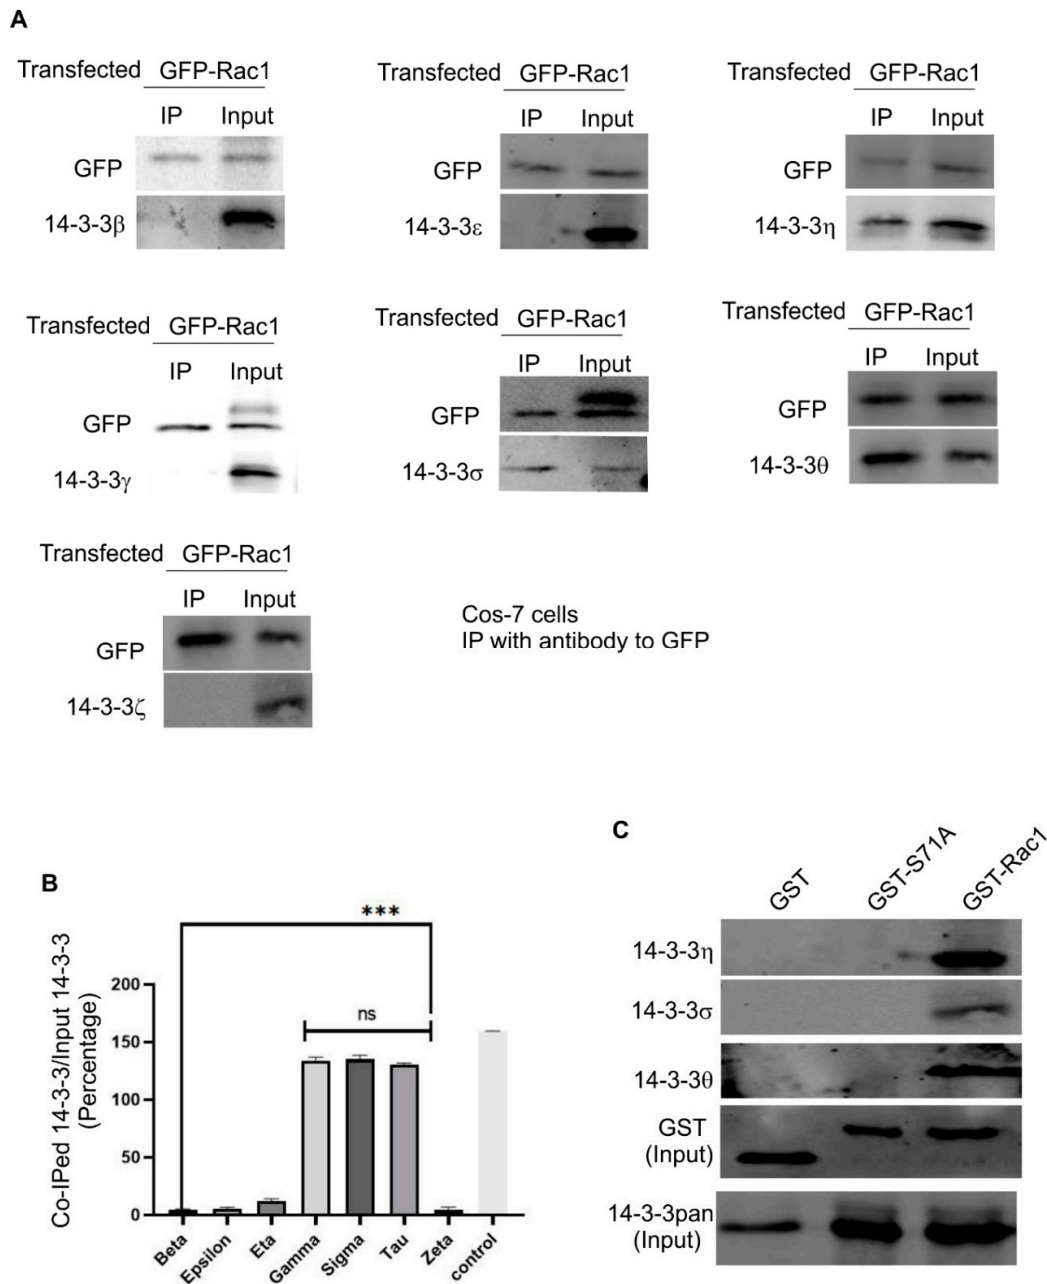 A
Transfected GFP-Rac1
IP Input
GFP
14-3-3β
Transfected GFP-Rac1
IP Input
GFP
14-3-3ε
Transfected GFP-Rac1
IP Input
GFP
14-3-3η
Transfected GFP-Rac1
IP Input
GFP
14-3-3γ
Transfected GFP-Rac1
IP Input
GFP
14-3-3σ
Transfected GFP-Rac1
IP Input
GFP
14-3-3θ
Transfected GFP-Rac1
IP Input
GFP
14-3-3ζ
Cos-7 cells
IP with antibody to GFP
B
Co-IPed 14-3-3/Input 14-3-3
(Percentage)
200
150
100
50
0
***
ns
Beta
Epsilon
Eta
Gamma
Sigma
Tau
Zeta
control
C
GST
GST-S71A
GST-Rac1
14-3-3η
14-3-3σ
14-3-3θ
GST
(Input)
14-3-3pan
(Input)